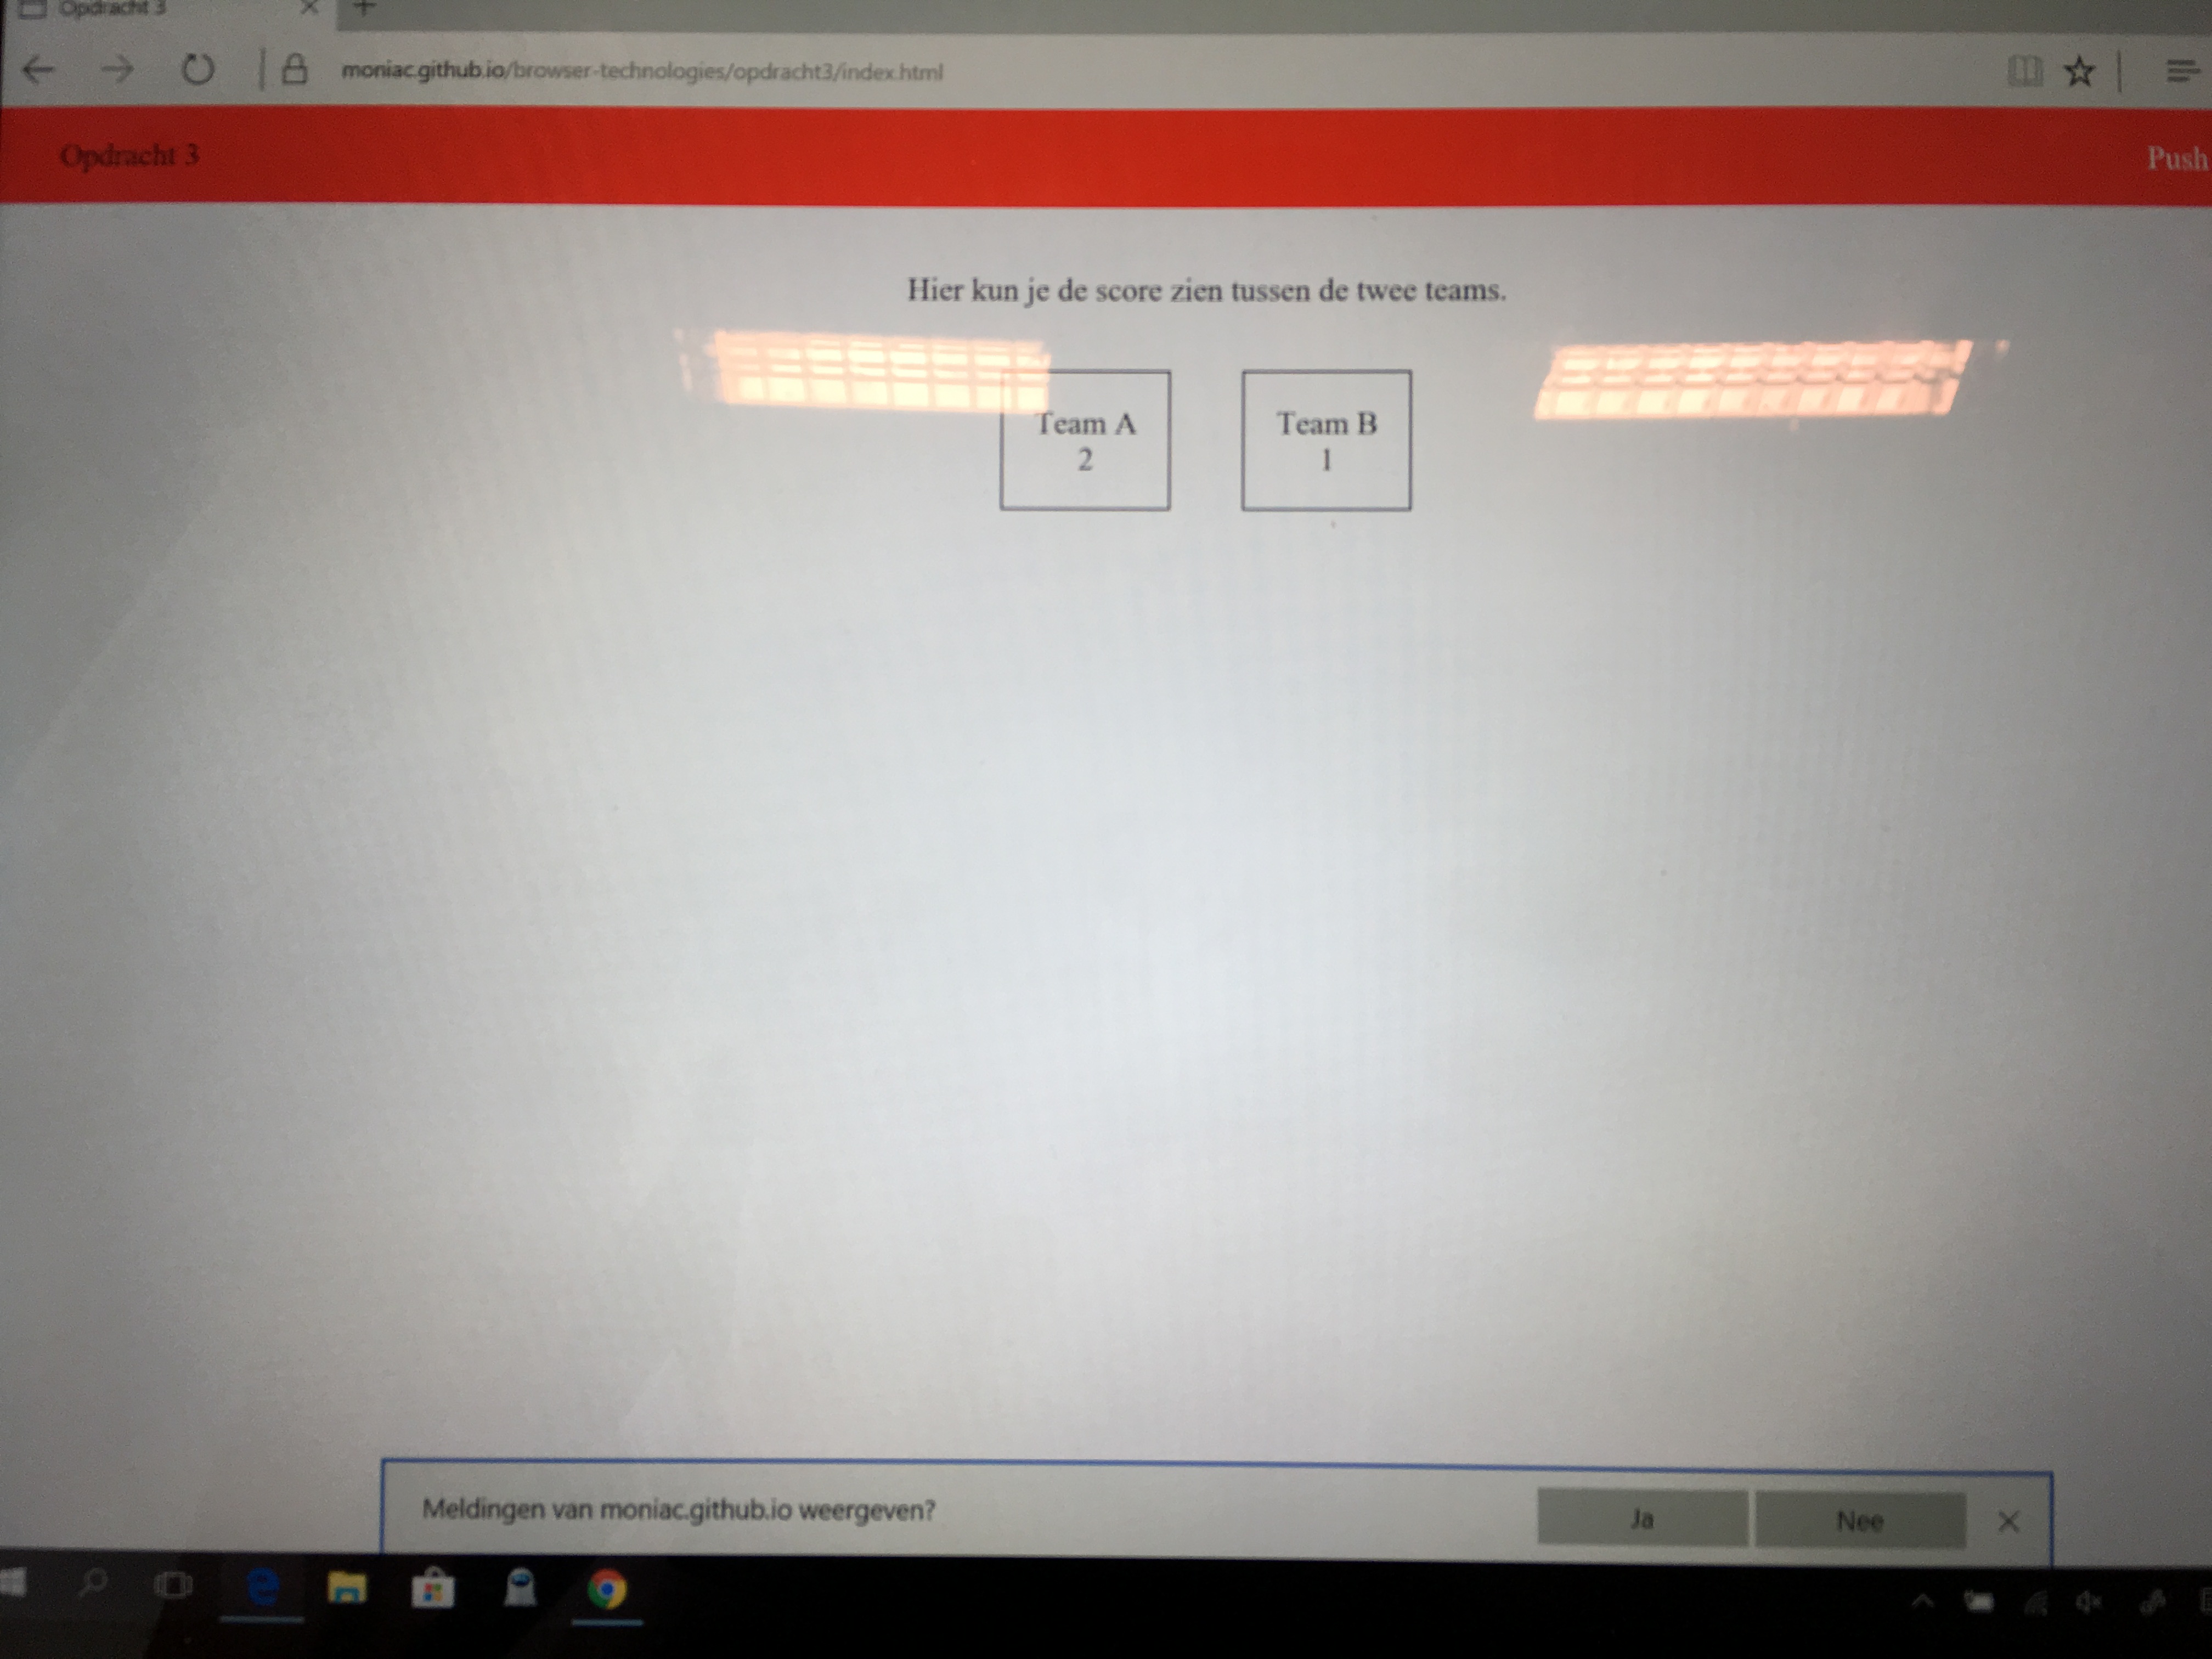 Opdracht 3
moniac.github.io/browser-technologies/opdracht3/index.html
Opdracht 3
Push
Hier kun je de score zien tussen de twee teams.
Team A
2
Team B
1
Meldingen van moniac.github.io weergeven?
Ja
Nee